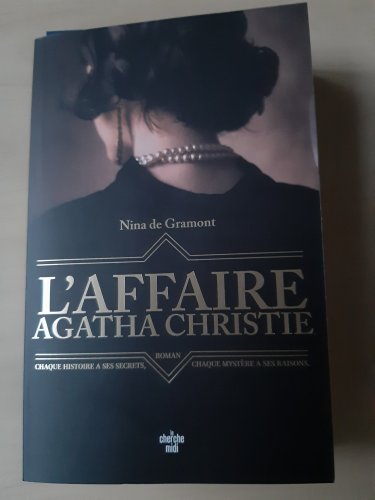 Nina de Gramont
L'AFFAIRE
AGATHA CHRISTIE
ROMAN
CHAQUE HISTOIRE A SES SECRETS, CHAQUE MYSTÈRE A SES RAISONS.
le
cherche
midi